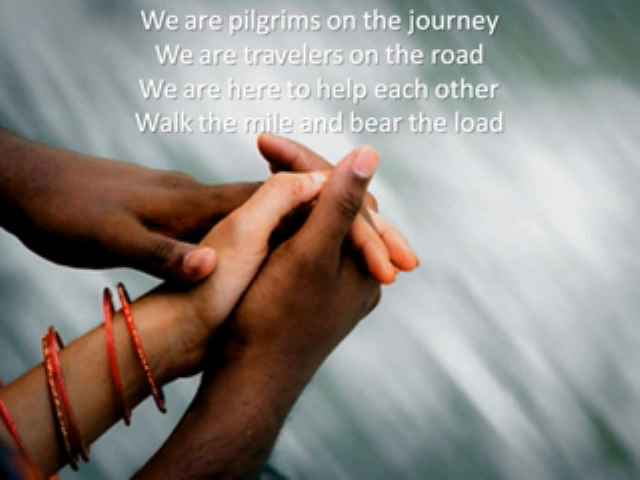 We are pilgrims on the journey
We are travelers on the road
We are here to help each other
Walk the mile and bear the load